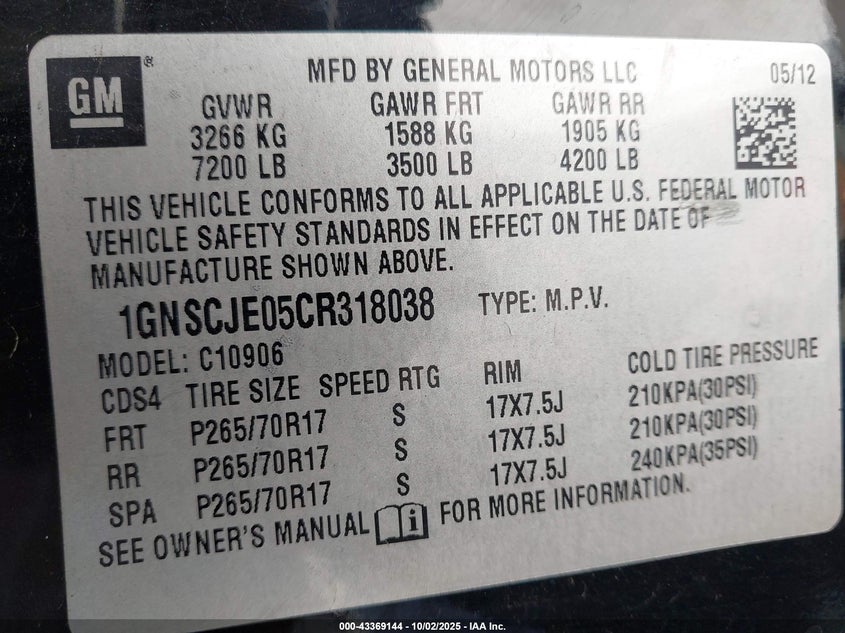 GM ®
MFD BY GENERAL MOTORS LLC 05/12
GVWR GAWR FRT GAWR RR
3266 KG 1588 KG 1905 KG
7200 LB 3500 LB 4200 LB
THIS VEHICLE CONFORMS TO ALL APPLICABLE U.S. FEDERAL MOTOR
VEHICLE SAFETY STANDARDS IN EFFECT ON THE DATE OF
MANUFACTURE SHOWN ABOVE.
1GNSCJE05CR318038 TYPE: M.P.V.
MODEL: C10906
CDS4 TIRE SIZE SPEED RTG RIM COLD TIRE PRESSURE
FRT P265/70R17 S 17X7.5J 210KPA(30PSI)
RR P265/70R17 S 17X7.5J 210KPA(30PSI)
SPA P265/70R17 S 17X7.5J 240KPA(35PSI)
SEE OWNER'S MANUAL i FOR MORE INFORMATION.
000-43369144 - 10/02/2025 - IAA Inc.